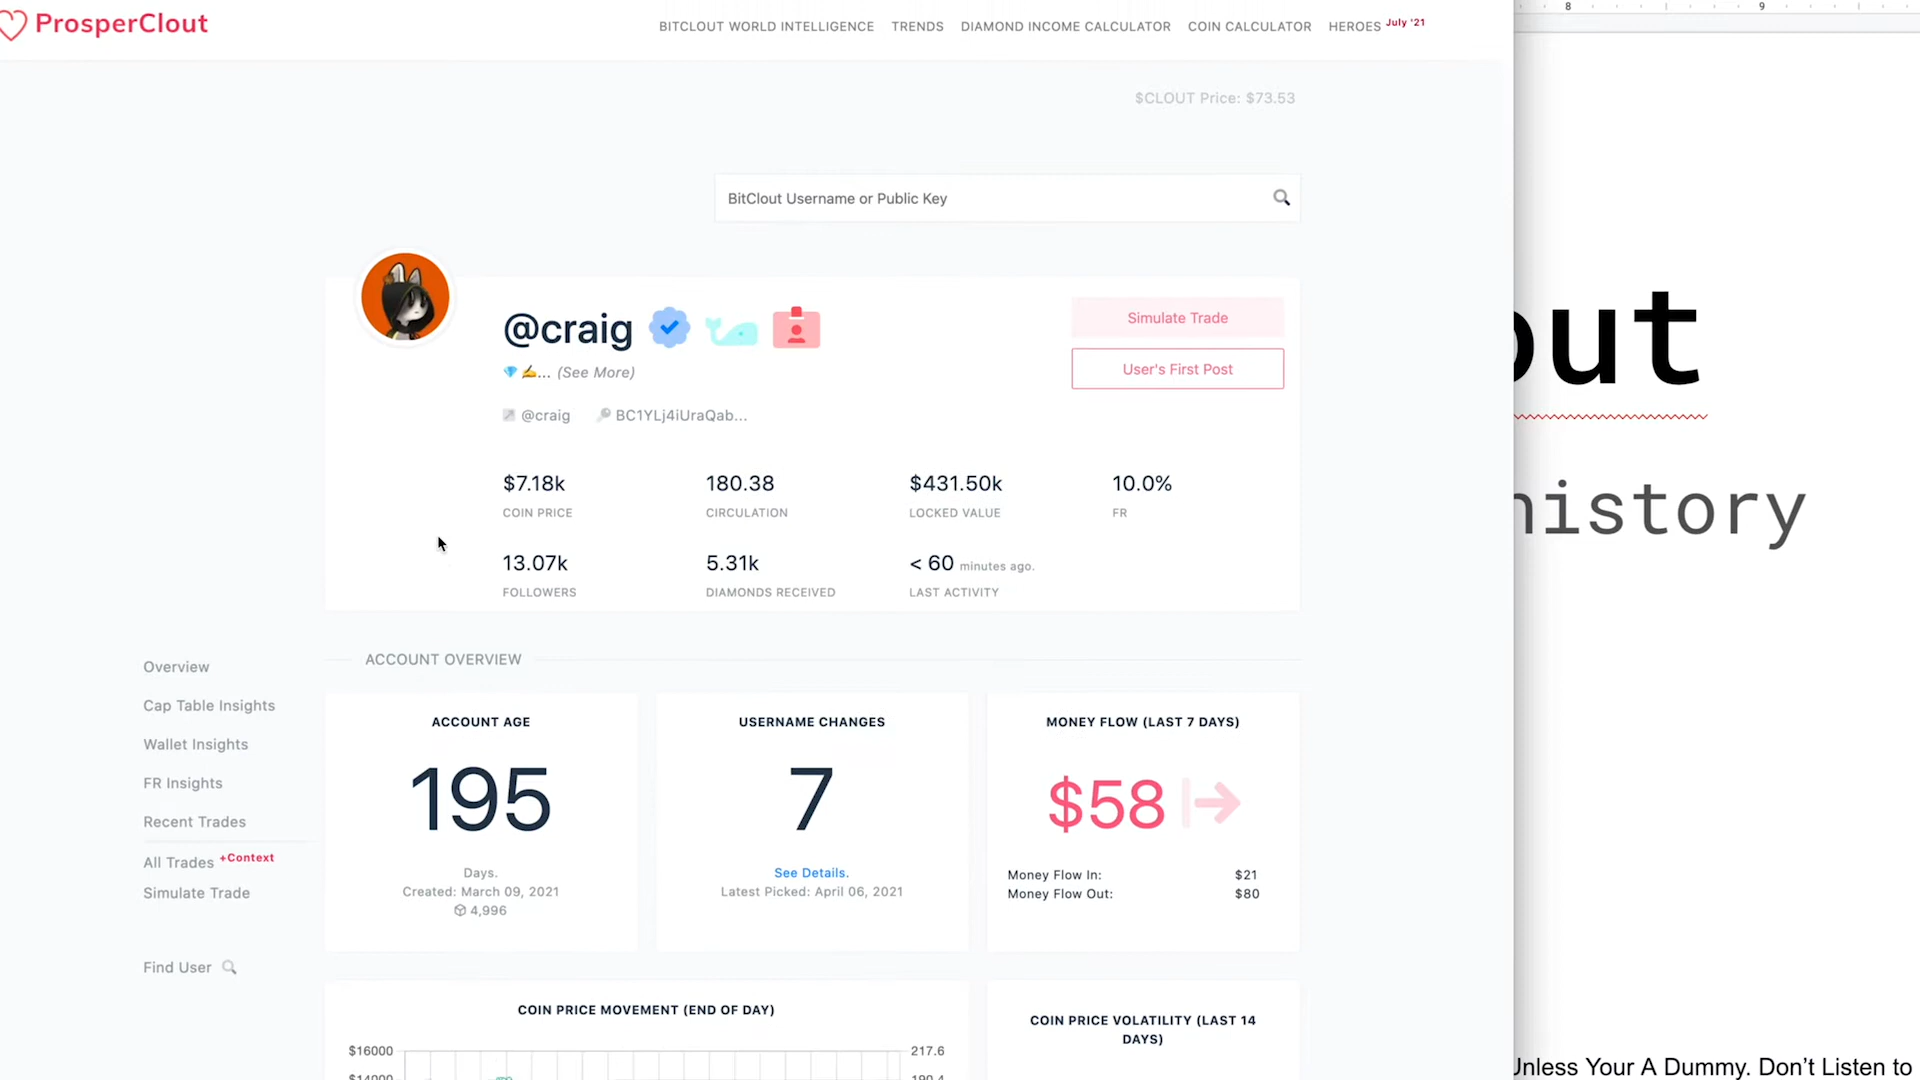 ProsperClout
BITCLOUT WORLD INTELLIGENCE TRENDS DIAMOND INCOME CALCULATOR COIN CALCULATOR HEROES July '21
8 9
$CLOUT Price: $73.53
BitClout Username or Public Key
@craig
Simulate Trade
... (See More)
User's First Post
@craig BC1YLj4iUraQab...
out
$7.18k 180.38 $431.50k 10.0%
COIN PRICE CIRCULATION LOCKED VALUE FR
history
13.07k 5.31k < 60 minutes ago.
FOLLOWERS DIAMONDS RECEIVED LAST ACTIVITY
ACCOUNT OVERVIEW
Overview
Cap Table Insights
Wallet Insights
FR Insights
Recent Trades
All Trades +Context
Simulate Trade
Find User
ACCOUNT AGE
195
Days.
Created: March 09, 2021
4,996
USERNAME CHANGES
7
See Details.
Latest Picked: April 06, 2021
MONEY FLOW (LAST 7 DAYS)
$58
Money Flow In: $21
Money Flow Out: $80
COIN PRICE MOVEMENT (END OF DAY)
$16000 217.6
$14000 190.4
COIN PRICE VOLATILITY (LAST 14
DAYS)
Unless Your A Dummy. Don't Listen to